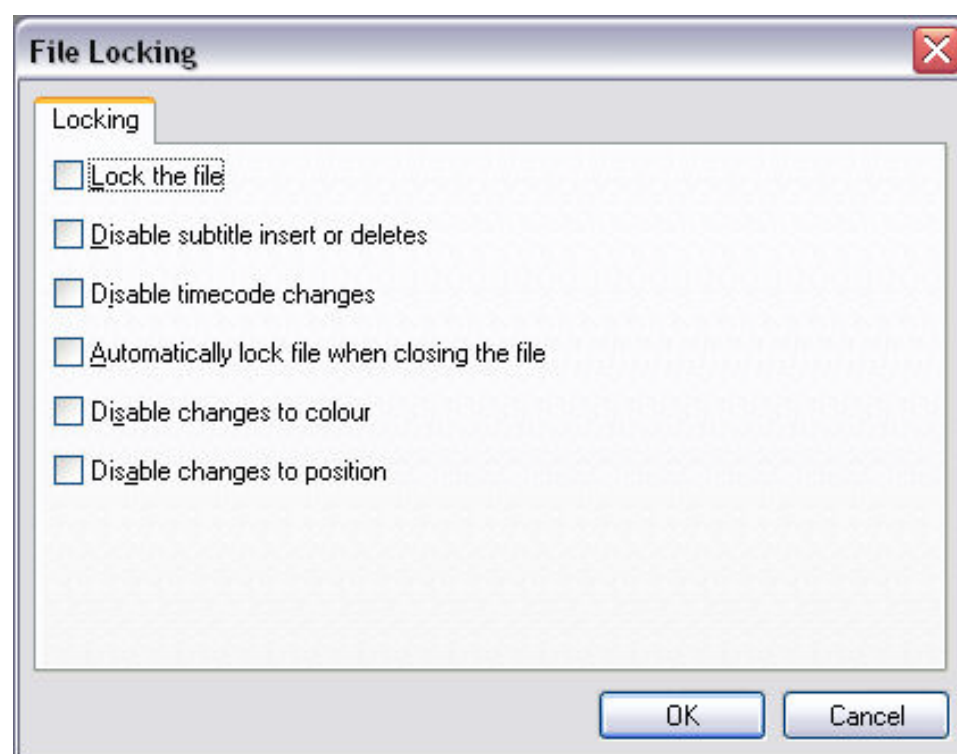 File Locking
Locking
Lock the file
Disable subtitle insert or deletes
Disable timecode changes
Automatically lock file when closing the file
Disable changes to colour
Disable changes to position
OK
Cancel